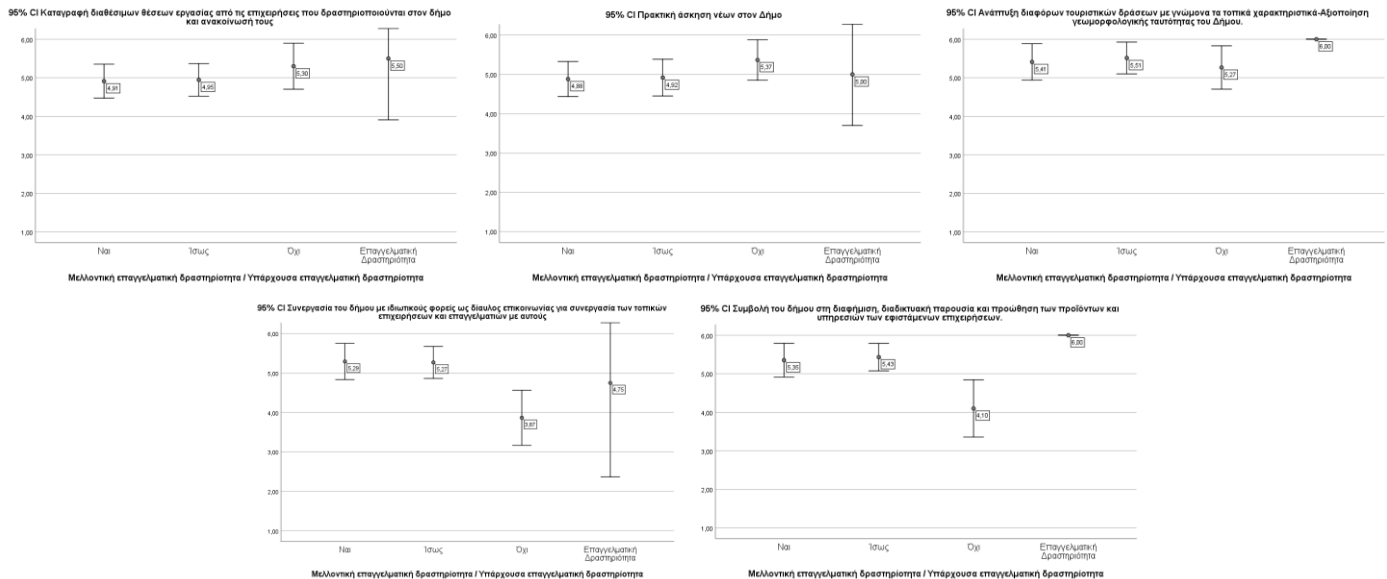 95% CI Καταγραφή διαθέσιμων θέσεων εργασίας από τις επιχειρήσεις που δραστηριοποιούνται στον δήμο
και ανακοίνωσή τους
6,00
5,00
4,00
3,00
2,00
1,00
4,91
4,95
5,30
5,50
Ναι
Ίσως
Όχι
Επαγγελματική
Δραστηριότητα
Μελλοντική επαγγελματική δραστηριότητα / Υπάρχουσα επαγγελματική δραστηριότητα
95% CI Πρακτική άσκηση νέων στον Δήμο
6,00
5,00
4,00
3,00
2,00
1,00
4,88
4,92
5,37
5,00
Ναι
Ίσως
Όχι
Επαγγελματική
Δραστηριότητα
Μελλοντική επαγγελματική δραστηριότητα / Υπάρχουσα επαγγελματική δραστηριότητα
95% CI Ανάπτυξη διαφόρων τουριστικών δράσεων με γνώμονα τα τοπικά χαρακτηριστικά-Αξιοποίηση
γεωμορφολογικής ταυτότητας του Δήμου.
6,00
5,00
4,00
3,00
2,00
1,00
5,41
5,51
5,27
6,00
Ναι
Ίσως
Όχι
Επαγγελματική
Δραστηριότητα
Μελλοντική επαγγελματική δραστηριότητα / Υπάρχουσα επαγγελματική δραστηριότητα
95% CI Συνεργασία του δήμου με ιδιωτικούς φορείς ως δίαυλος επικοινωνίας για συνεργασία των τοπικών
επιχειρήσεων και επαγγελματιών με αυτούς
6,00
5,00
4,00
3,00
2,00
1,00
5,29
5,27
3,87
4,75
Ναι
Ίσως
Όχι
Επαγγελματική
Δραστηριότητα
Μελλοντική επαγγελματική δραστηριότητα / Υπάρχουσα επαγγελματική δραστηριότητα
95% CI Συμβολή του δήμου στη διαφήμιση, διαδικτυακή παρουσία και προώθηση των προϊόντων και
υπηρεσιών των εφιστάμενων επιχειρήσεων.
6,00
5,00
4,00
3,00
2,00
1,00
5,35
5,43
4,10
6,00
Ναι
Ίσως
Όχι
Επαγγελματική
Δραστηριότητα
Μελλοντική επαγγελματική δραστηριότητα / Υπάρχουσα επαγγελματική δραστηριότητα